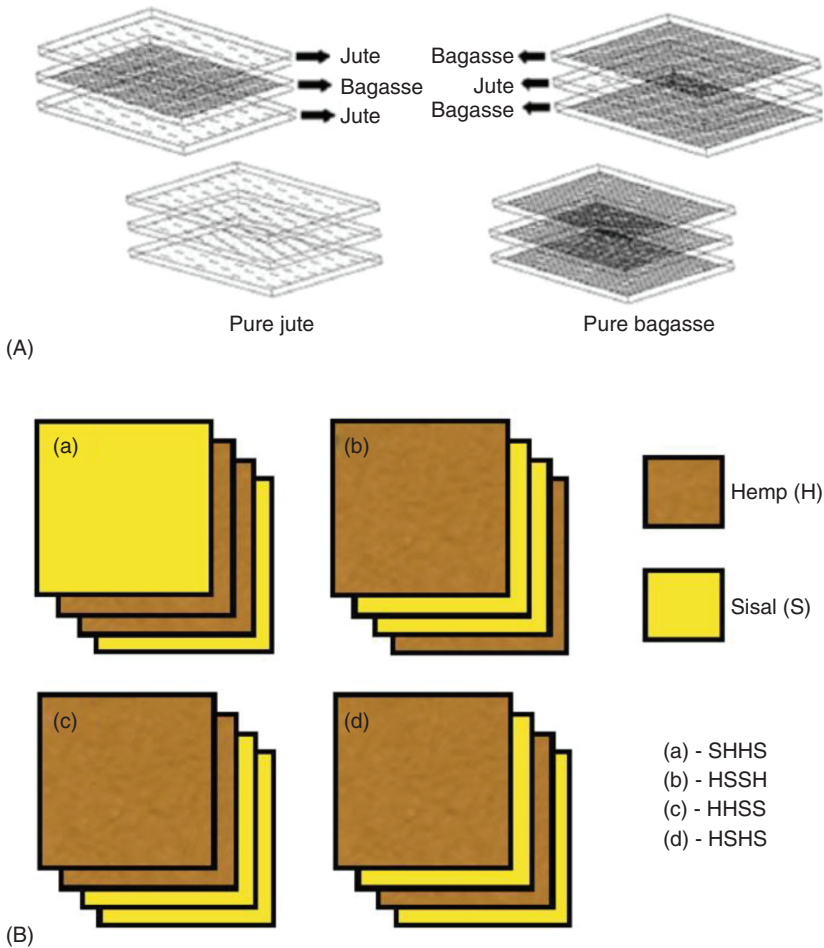 Jute
Bagasse
Jute
Bagasse
Jute
Bagasse
Pure jute
Pure bagasse
(A)
(a)
(b)
Hemp (H)
Sisal (S)
(c)
(d)
(a) - SHHS
(b) - HSSH
(c) - HHSS
(d) - HSHS
(B)